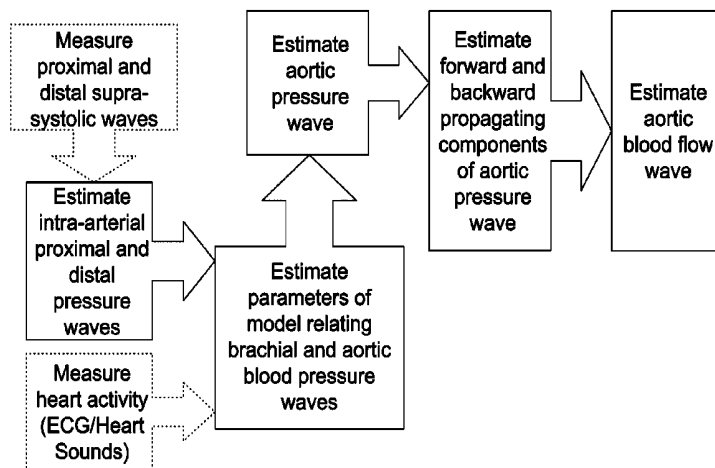 Measure
proximal and
distal supra-
systolic waves
Estimate
intra-arterial
proximal and
distal
pressure
waves
Measure
heart activity
(ECG/Heart
Sounds)
Estimate
parameters of
model relating
brachial and aortic
blood pressure
waves
Estimate
aortic
pressure
wave
Estimate
forward and
backward
propagating
components
of aortic
pressure
wave
Estimate
aortic
blood flow
wave